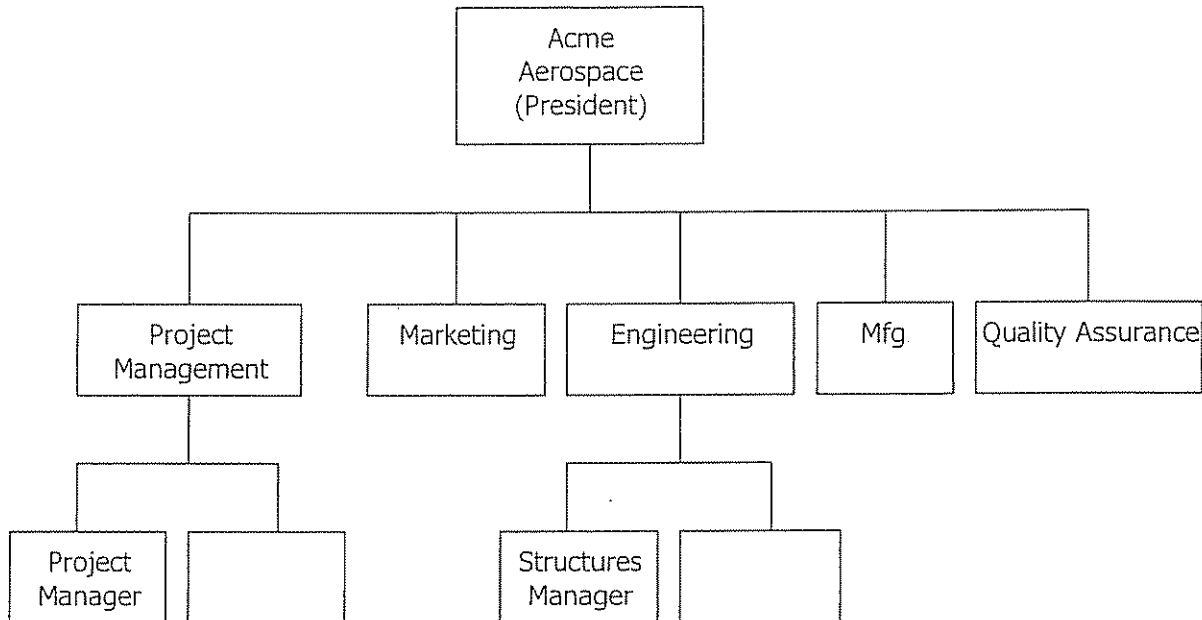 Acme
Aerospace
(President)
Project
Management
Marketing
Engineering
Mfg
Quality Assurance
Project
Manager
Structures
Manager